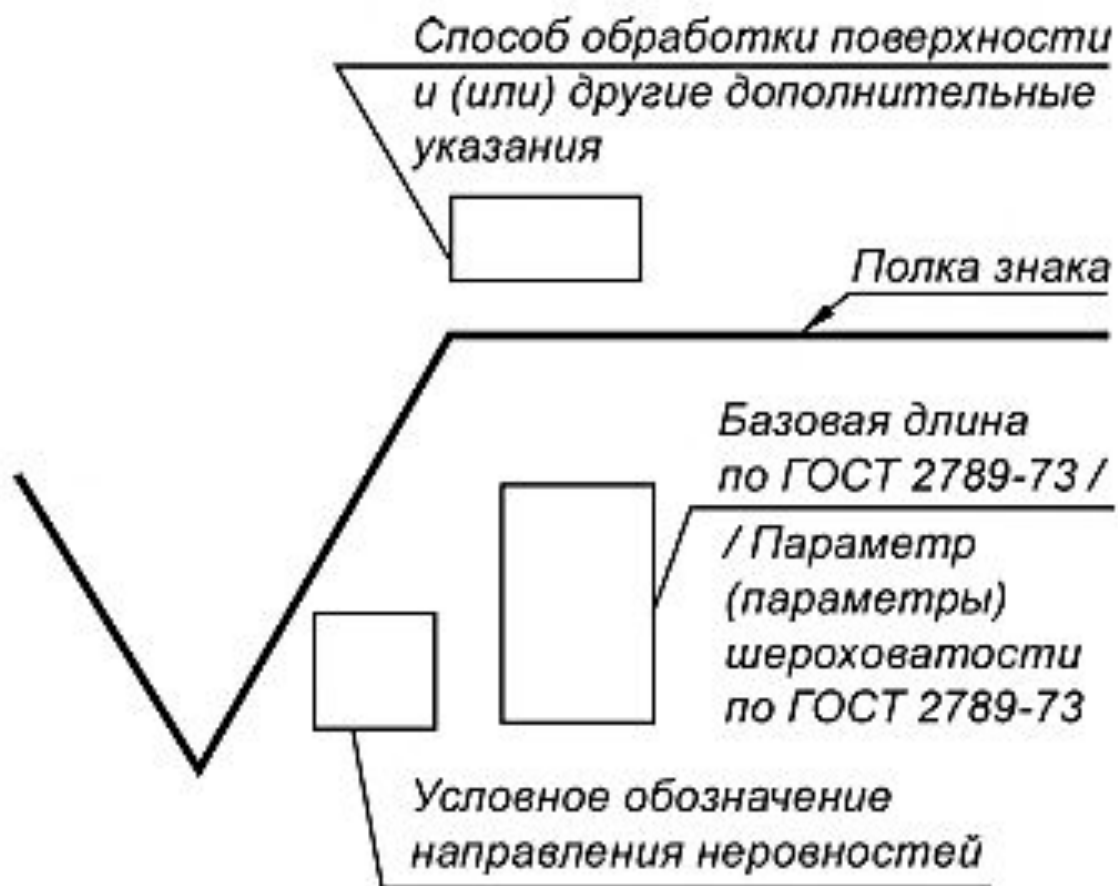 Способ обработки поверхности
и (или) другие дополнительные
указания
Полка знака
Базовая длина
по ГОСТ 2789-73 /
/ Параметр
(параметры)
шероховатости
по ГОСТ 2789-73
Условное обозначение
направления неровностей